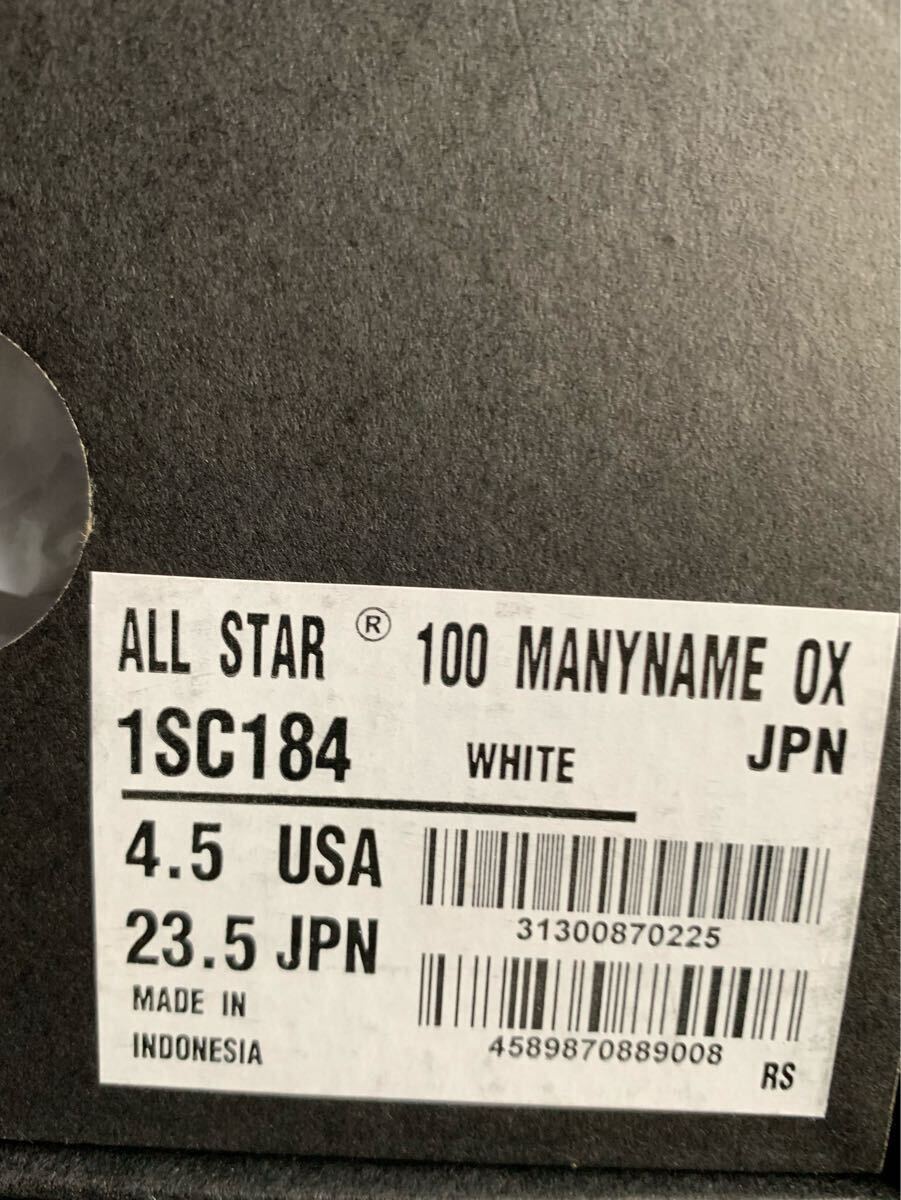 ALL STAR ® 100 MANYNAME OX
1SC184 WHITE JPN
4.5 USA
31300870225
23.5 JPN
MADE IN
INDONESIA
4589870889008
RS